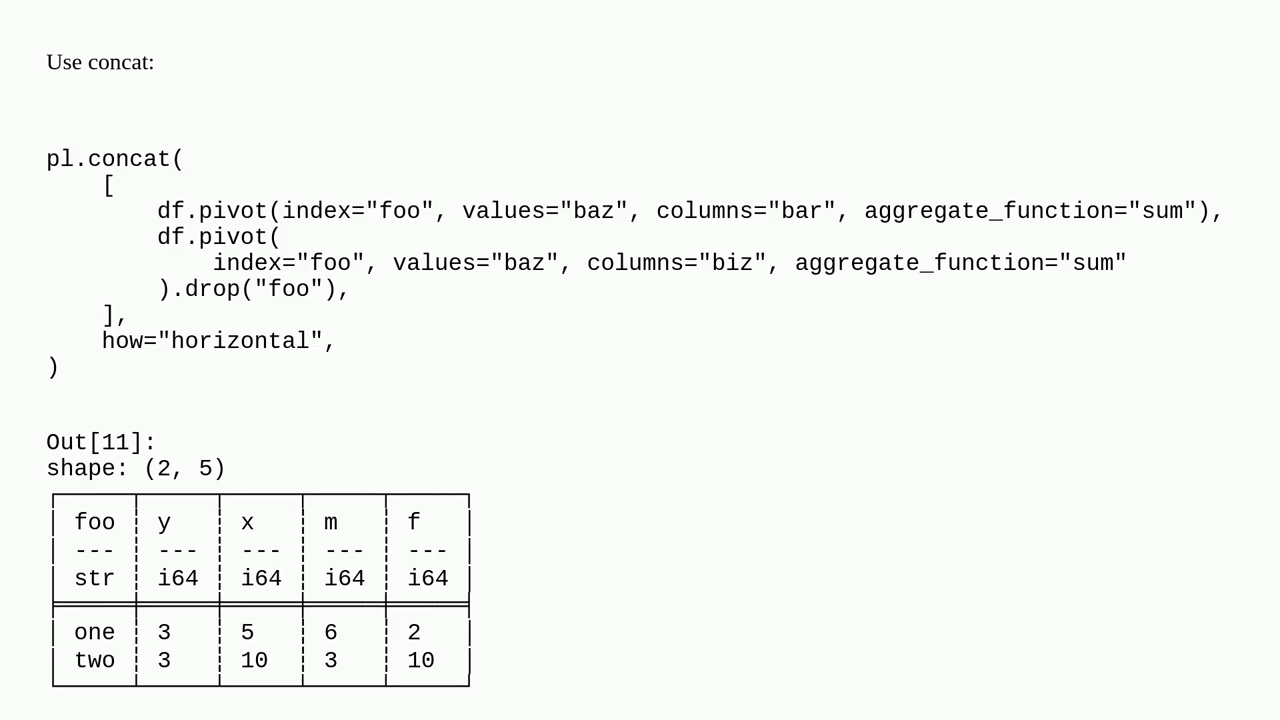 Use concat:
pl.concat(
    [
        df.pivot(index="foo", values="baz", columns="bar", aggregate_function="sum"),
        df.pivot(
            index="foo", values="baz", columns="biz", aggregate_function="sum"
        ).drop("foo"),
    ],
    how="horizontal",
)
Out[11]:
shape: (2, 5)
┌─────┬─────┬─────┬─────┬─────┐
│ foo ┆ y   ┆ x   ┆ m   ┆ f   │
│ --- ┆ --- ┆ --- ┆ --- ┆ --- │
│ str ┆ i64 ┆ i64 ┆ i64 ┆ i64 │
╞═════╪═════╪═════╪═════╪═════╡
│ one ┆ 3   ┆ 5   ┆ 6   ┆ 2   │
│ two ┆ 3   ┆ 10  ┆ 3   ┆ 10  │
└─────┴─────┴─────┴─────┴─────┘